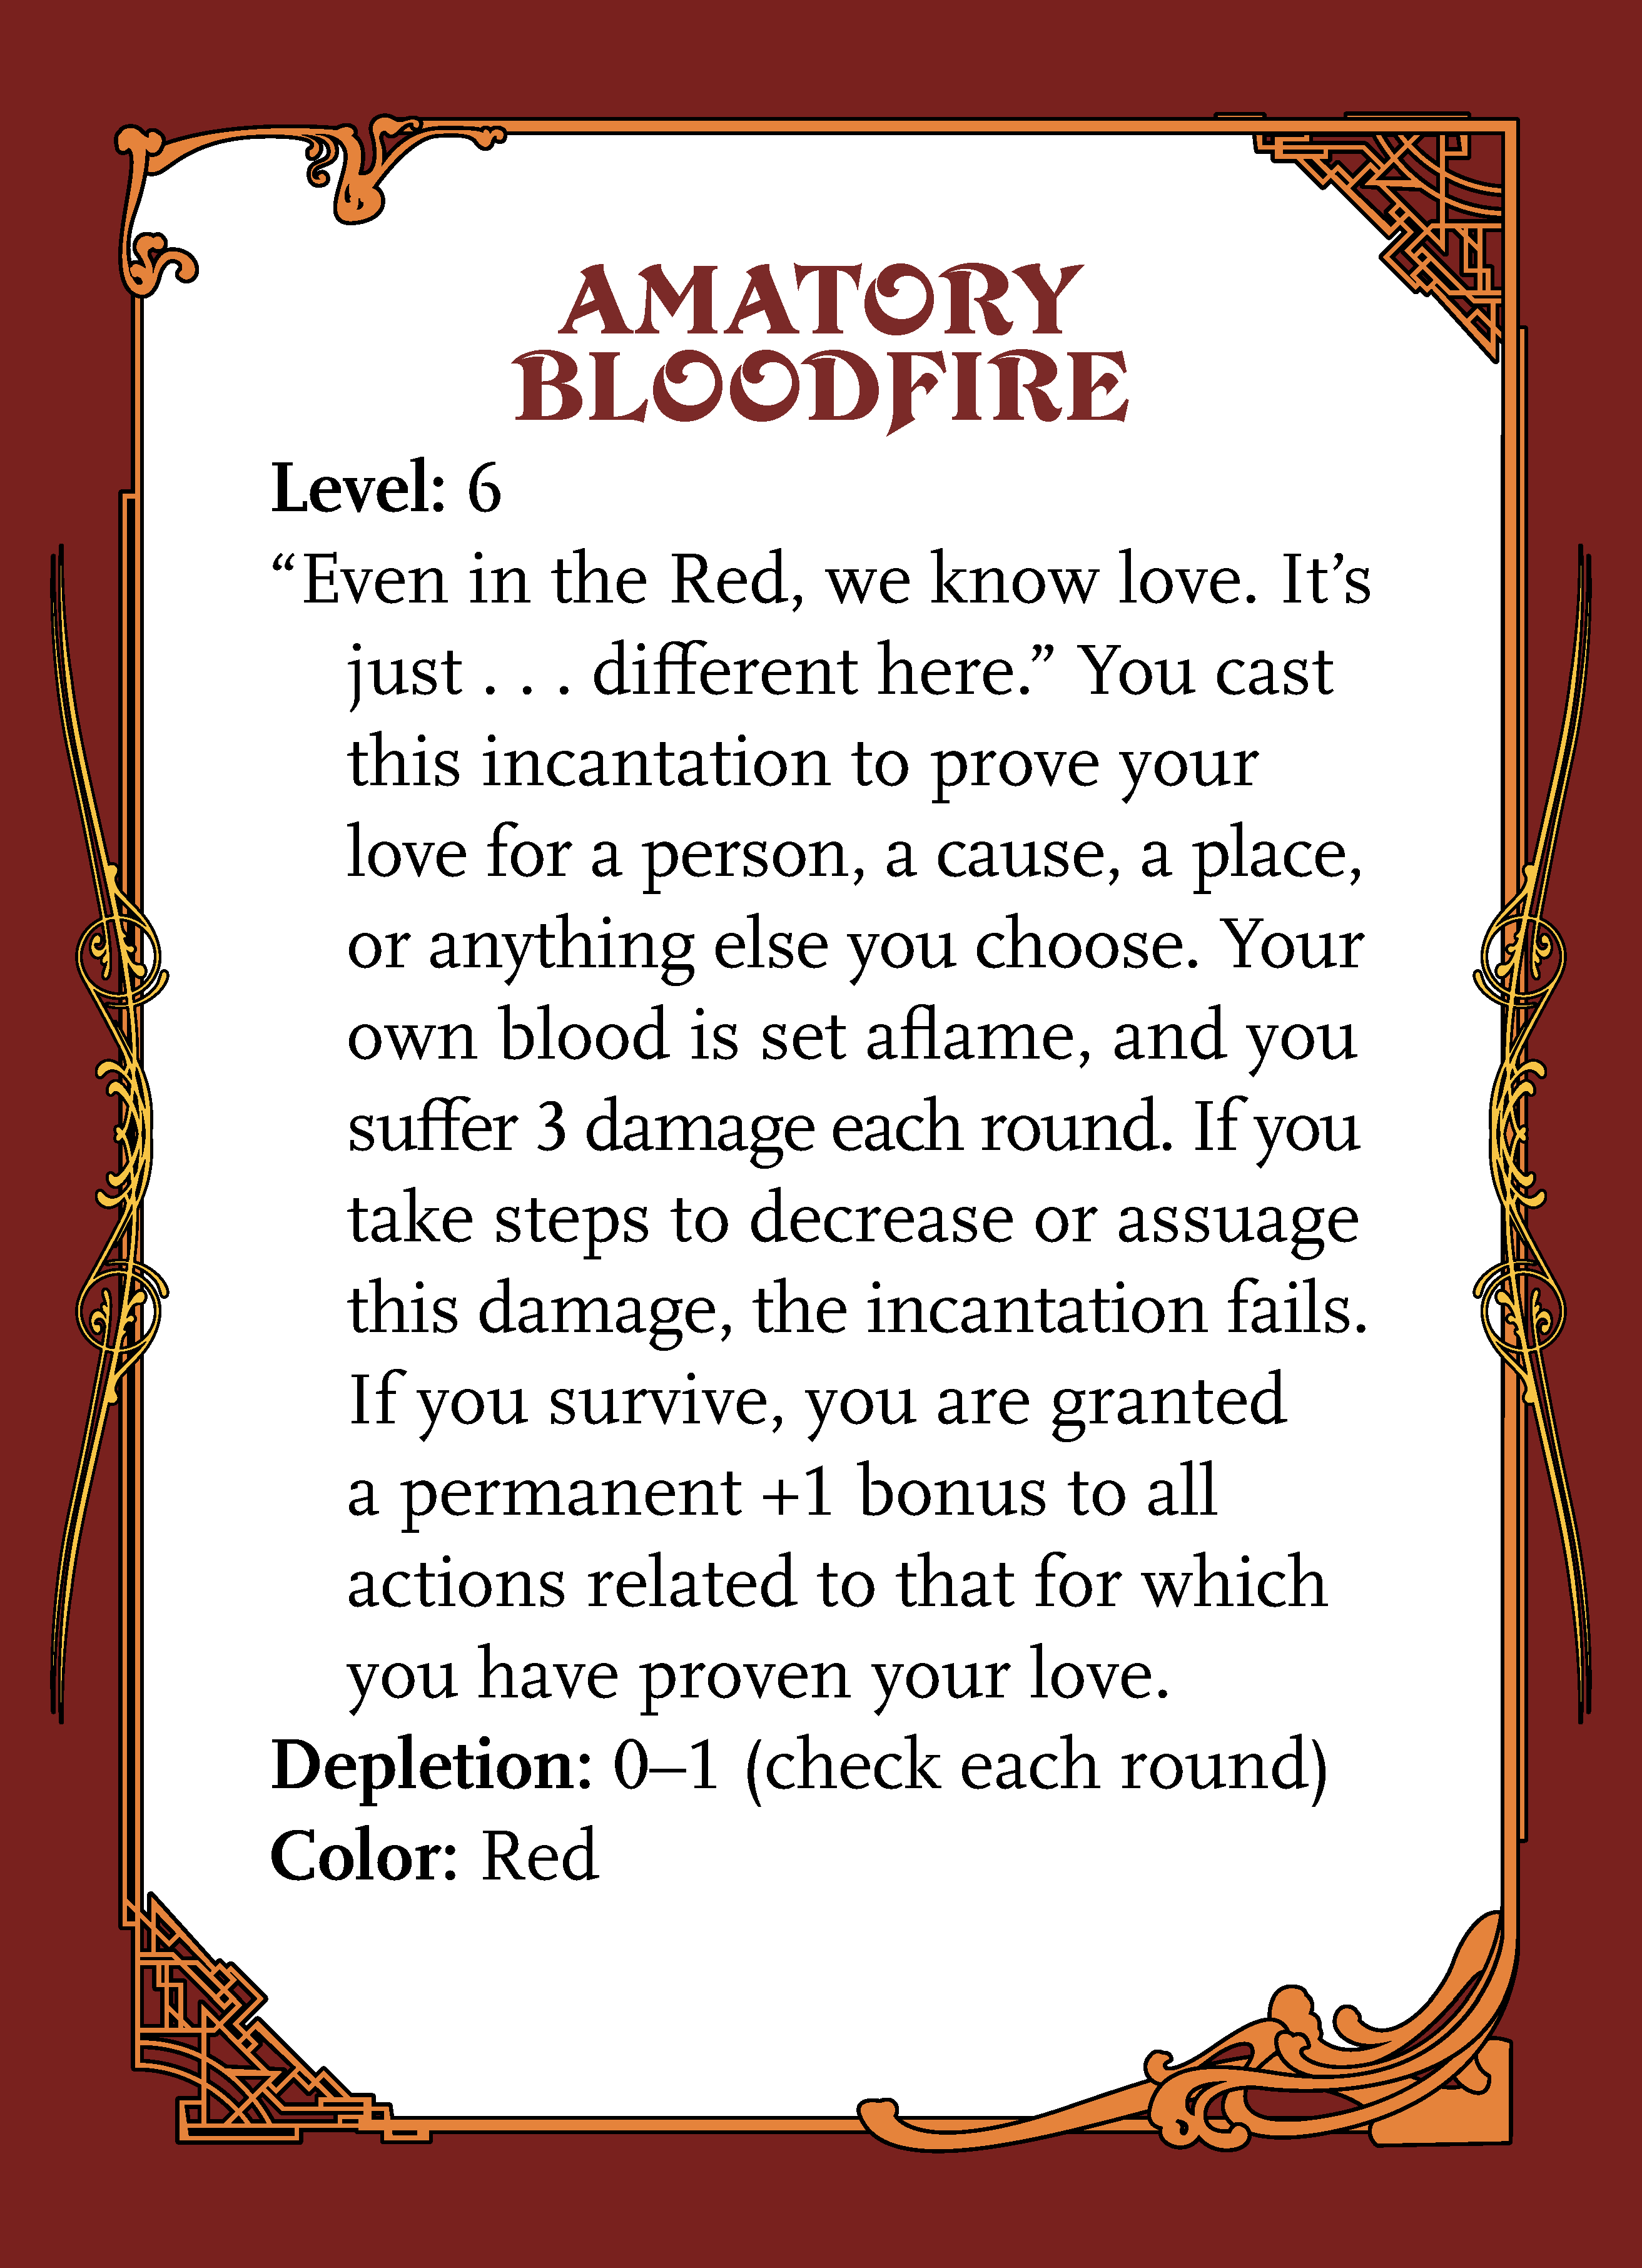 AMATORY
BLOODFIRE
Level: 6
“Even in the Red, we know love. It’s
just . . . different here.” You cast
this incantation to prove your
love for a person, a cause, a place,
or anything else you choose. Your
own blood is set aflame, and you
suffer 3 damage each round. If you
take steps to decrease or assuage
this damage, the incantation fails.
If you survive, you are granted
a permanent +1 bonus to all
actions related to that for which
you have proven your love.
Depletion: 0–1 (check each round)
Color: Red